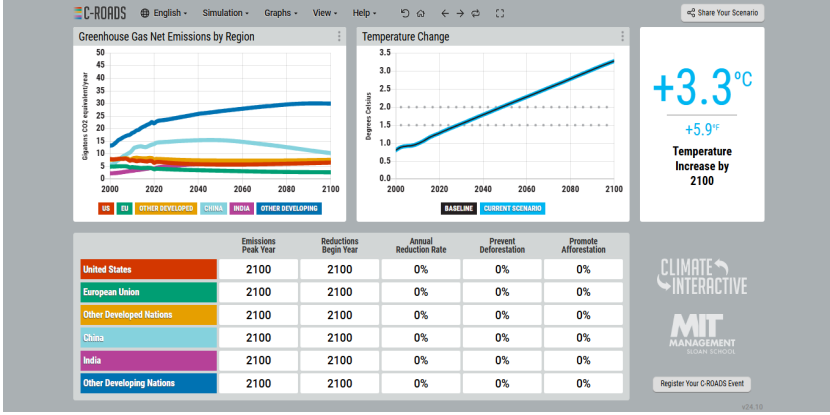 C-ROADS English Simulation Graphs View Help Share Your Scenario
Greenhouse Gas Net Emissions by Region
Gigatons CO2 equivalent/year
50
45
40
35
30
25
20
15
10
5
0
2000 2020 2040 2060 2080 2100
US EU OTHER DEVELOPED CHINA INDIA OTHER DEVELOPING
Temperature Change
Degrees Celsius
3.5
3.0
2.5
2.0
1.5
1.0
0.5
0.0
2000 2020 2040 2060 2080 2100
BASELINE CURRENT SCENARIO
+3.3°C
+5.9°F
Temperature
Increase by
2100
Emissions Peak Year Reductions Begin Year Annual Reduction Rate Prevent Deforestation Promote Afforestation
United States 2100 2100 0% 0% 0%
European Union 2100 2100 0% 0% 0%
Other Developed Nations 2100 2100 0% 0% 0%
China 2100 2100 0% 0% 0%
India 2100 2100 0% 0% 0%
Other Developing Nations 2100 2100 0% 0% 0%
CLIMATE
INTERACTIVE
MIT
MANAGEMENT
SLOAN SCHOOL
Register Your C-ROADS Event
v24.10